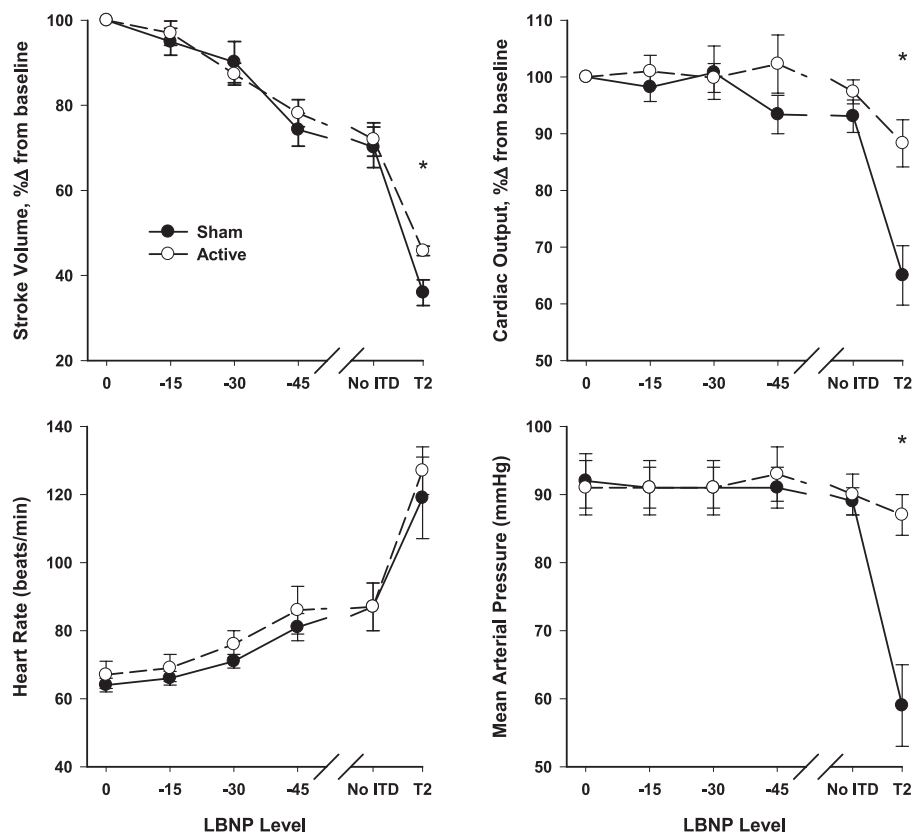 Stroke Volume, %Δ from baseline
100
80
60
40
20
Sham
Active
*
0
-15
-30
-45
No ITD
T2
Cardiac Output, %Δ from baseline
110
100
90
80
70
60
50
*
0
-15
-30
-45
No ITD
T2
Heart Rate (beats/min)
140
120
100
80
60
40
0
-15
-30
-45
No ITD
T2
LBNP Level
Mean Arterial Pressure (mmHg)
100
90
80
70
60
50
*
0
-15
-30
-45
No ITD
T2
LBNP Level